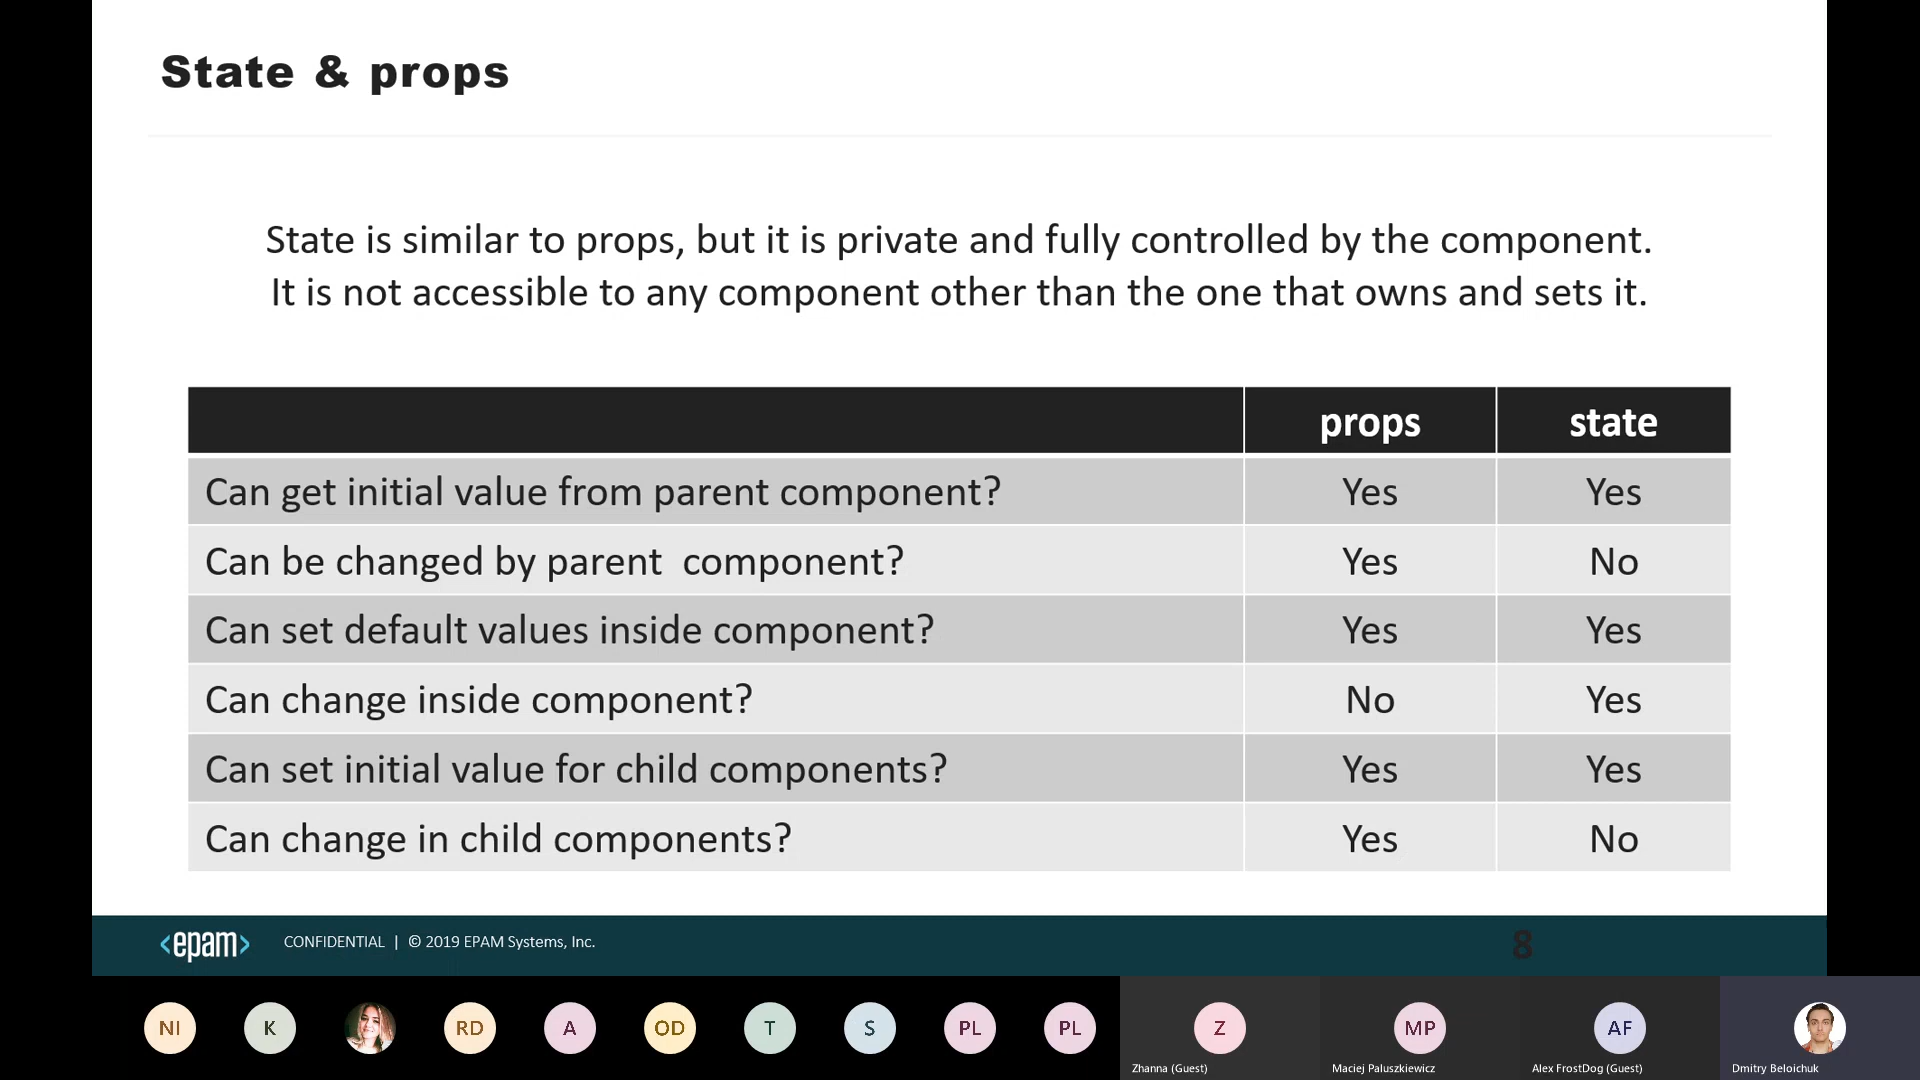 State & props
State is similar to props, but it is private and fully controlled by the component.
It is not accessible to any component other than the one that owns and sets it.
props state
Can get initial value from parent component? Yes Yes
Can be changed by parent  component? Yes No
Can set default values inside component? Yes Yes
Can change inside component? No Yes
Can set initial value for child components? Yes Yes
Can change in child components? Yes No
<epam> CONFIDENTIAL | © 2019 EPAM Systems, Inc. 8
NI K RD A OD T S PL PL Z MP AF
Zhanna (Guest) Maciej Paluszkiewicz Alex FrostDog (Guest) Dmitry Beloichuk